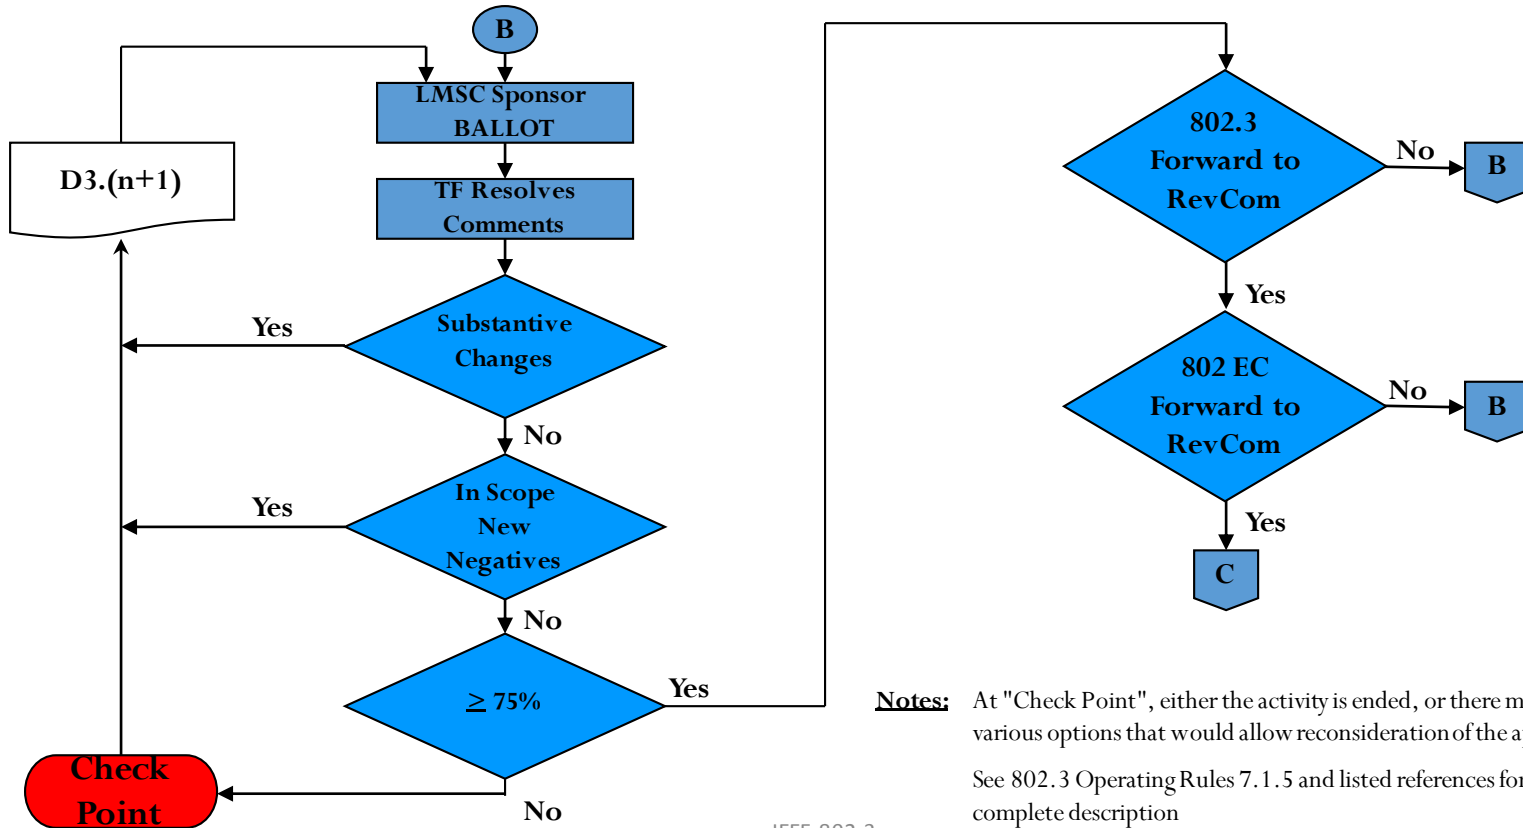 B
LMSC Sponsor
BALLOT
D3.(n+1)
TF Resolves
Comments
Substantive
Changes
Yes
No
In Scope
New
Negatives
Yes
No
≥ 75%
Yes
No
Check
Point
802.3
Forward to
RevCom
No
B
Yes
802 EC
Forward to
RevCom
No
B
Yes
C
Notes: At "Check Point", either the activity is ended, or there
various options that would allow reconsideration of the
See 802.3 Operating Rules 7.1.5 and listed references for
complete description